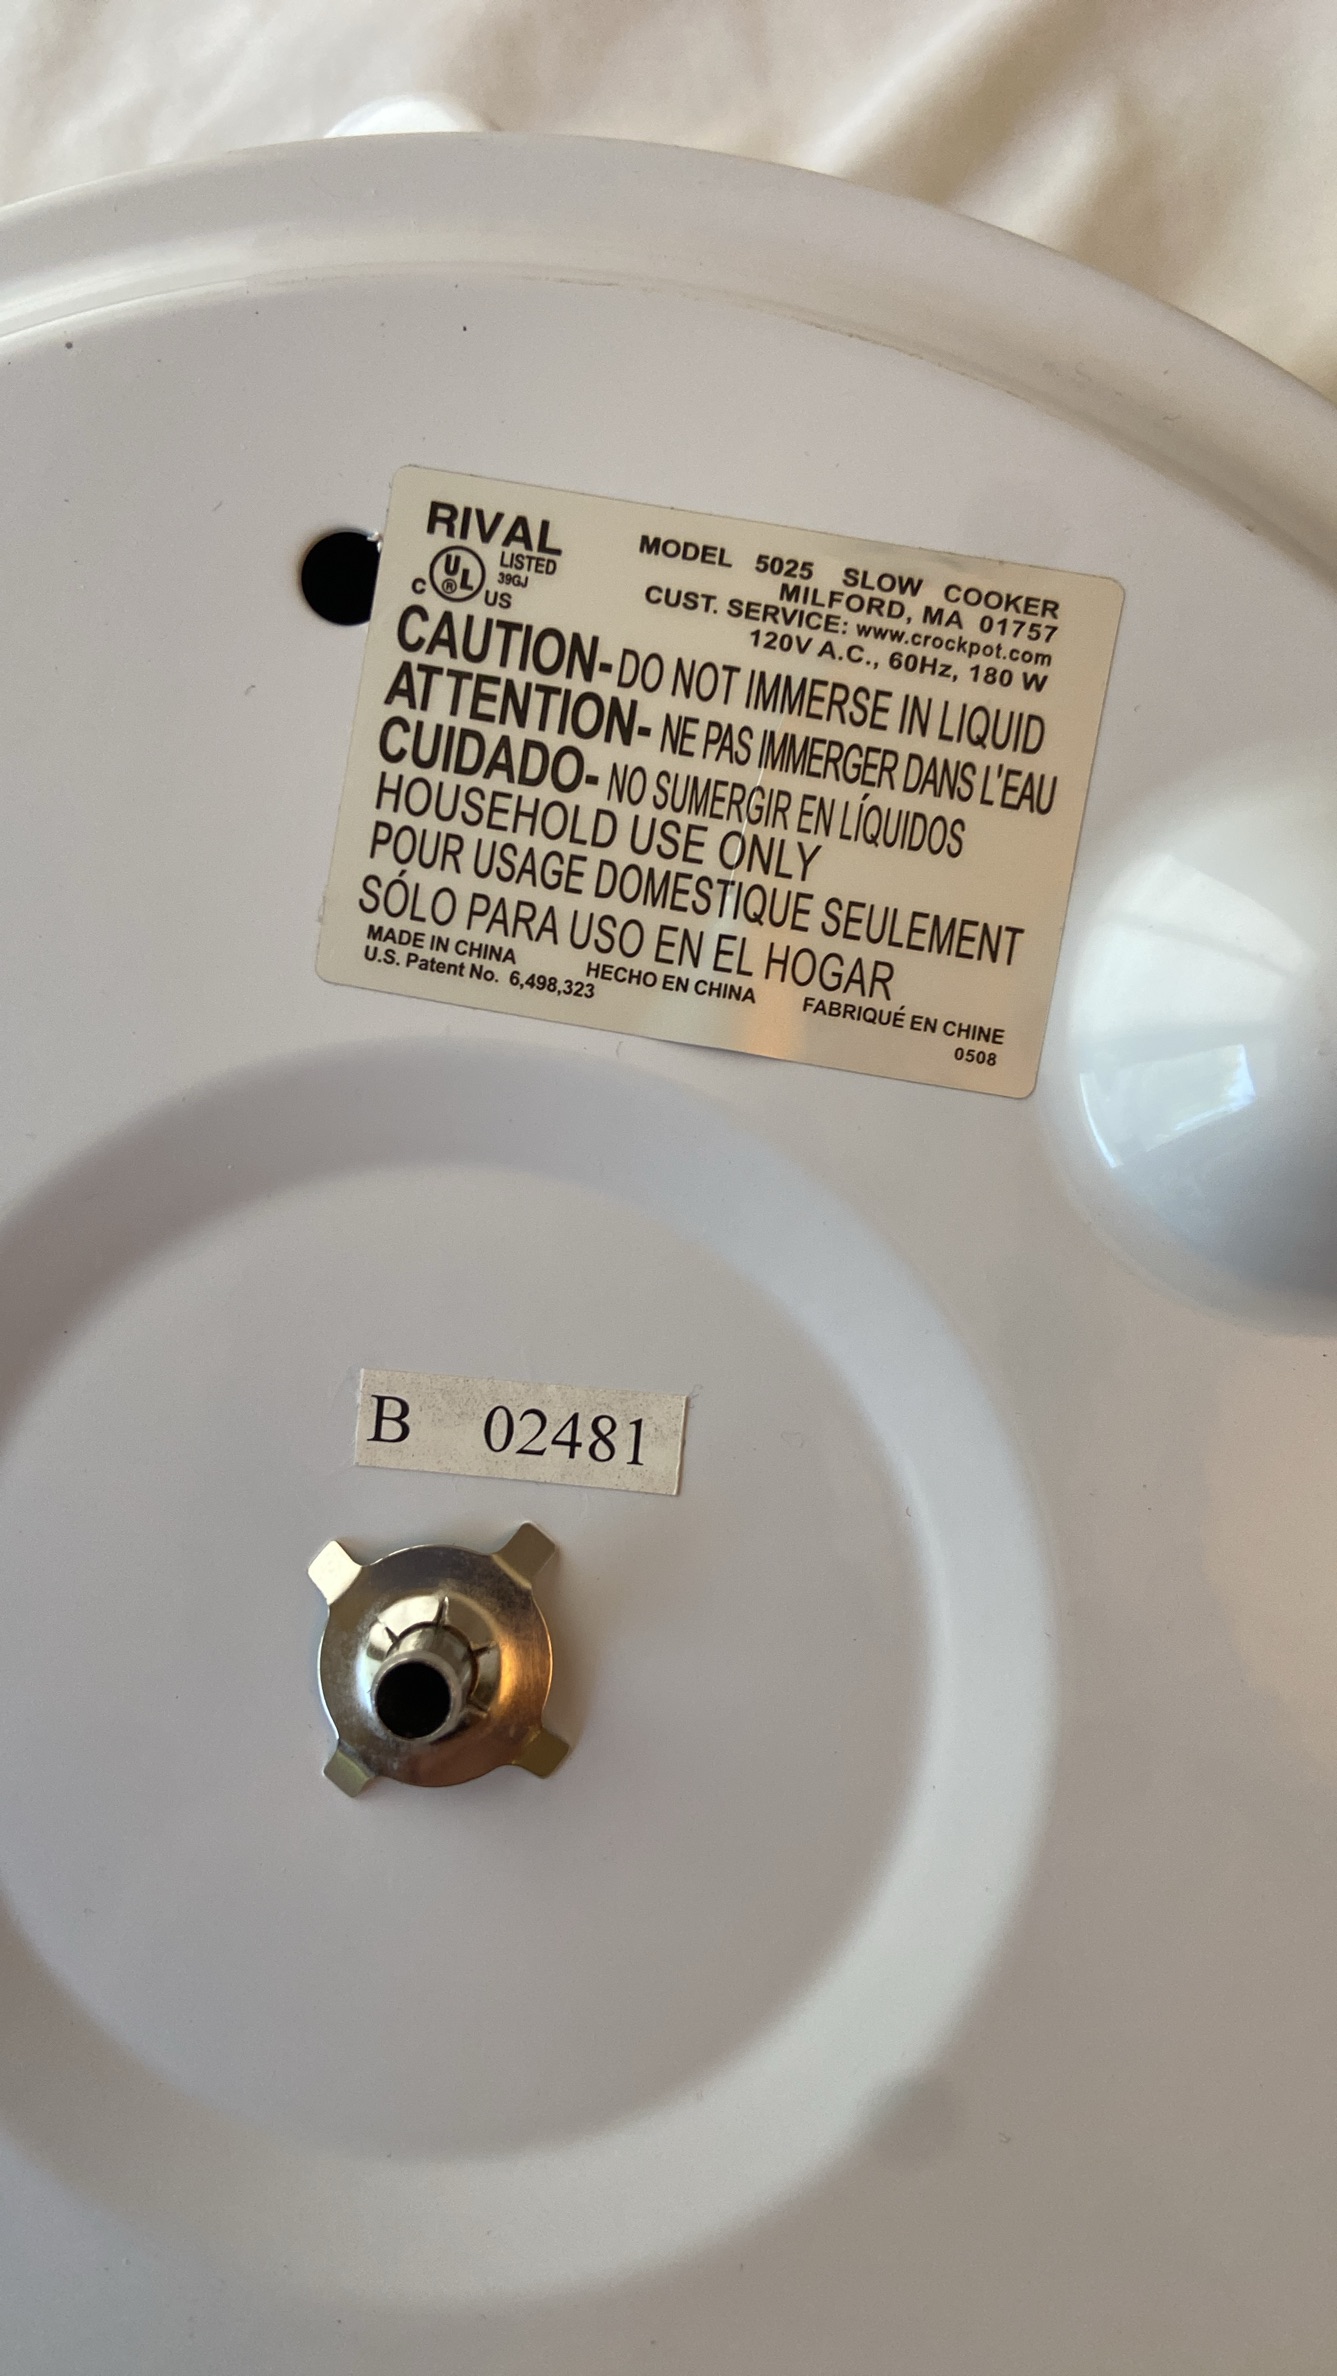 RIVAL
MODEL 5025 SLOW COOKER
C UL ® US LISTED 39GJ
MILFORD, MA 01757
CUST. SERVICE: www.crockpot.com
120V A.C., 60Hz, 180 W
CAUTION- DO NOT IMMERSE IN LIQUID
ATTENTION- NE PAS IMMERGER DANS L'EAU
CUIDADO- NO SUMERGIR EN LÍQUIDOS
HOUSEHOLD USE ONLY
POUR USAGE DOMESTIQUE SEULEMENT
SÓLO PARA USO EN EL HOGAR
MADE IN CHINA HECHO EN CHINA FABRIQUÉ EN CHINE
U.S. Patent No. 6,498,323
0508
B 02481